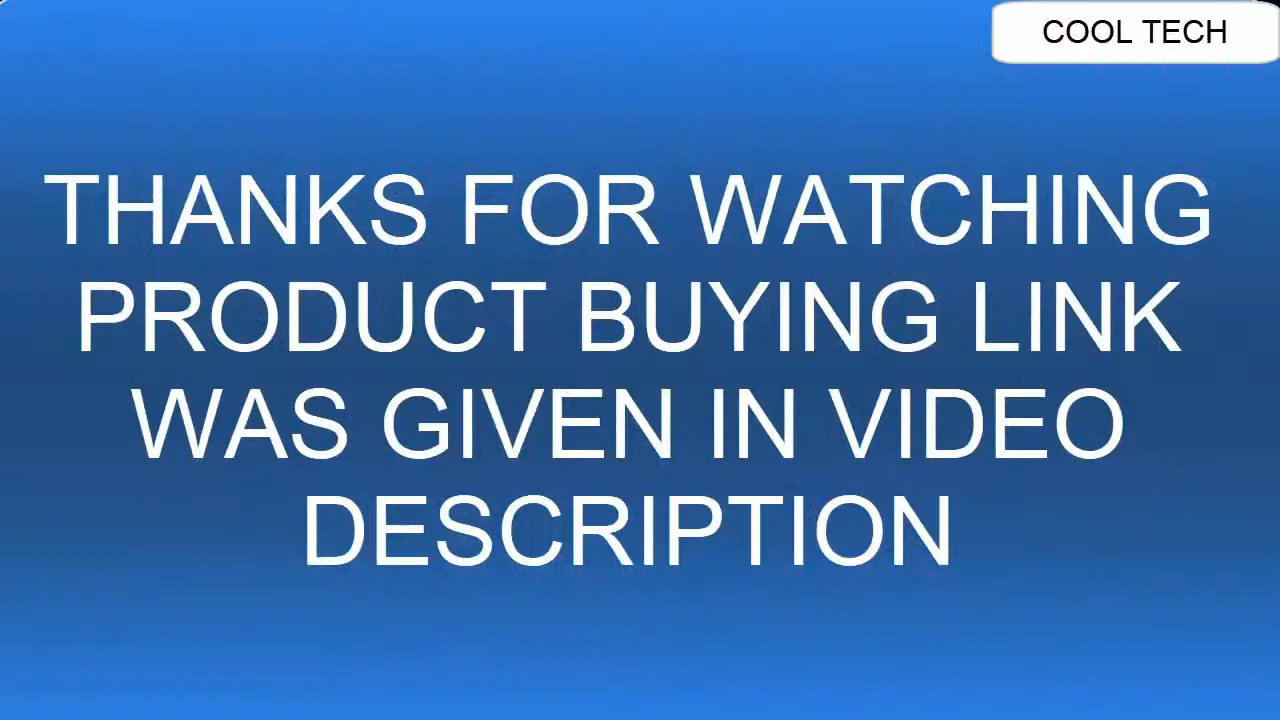 COOL TECH
THANKS FOR WATCHING
PRODUCT BUYING LINK
WAS GIVEN IN VIDEO
DESCRIPTION